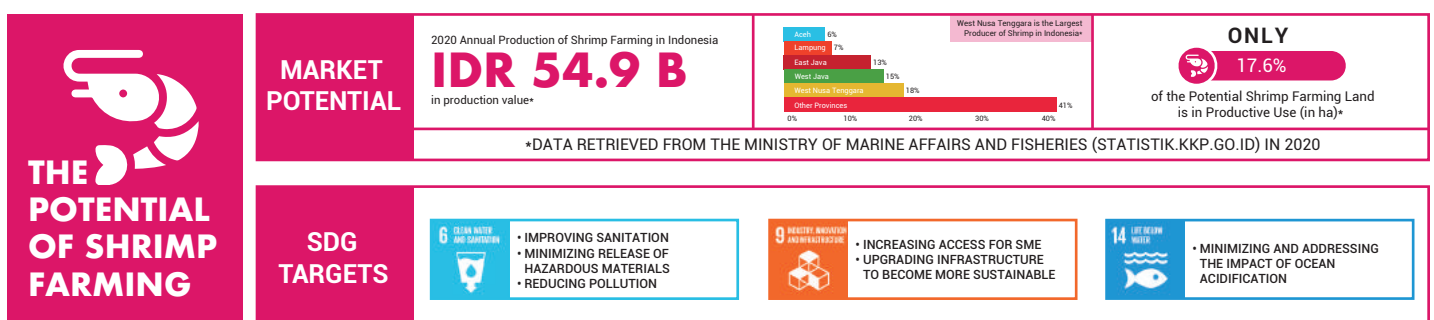 THE
POTENTIAL
OF SHRIMP
FARMING
MARKET
POTENTIAL
2020 Annual Production of Shrimp Farming in Indonesia
IDR 54.9 B
in production value*
West Nusa Tenggara is the Largest
Producer of Shrimp in Indonesia*
Aceh 6%
Lampung 7%
East Java 13%
West Java 15%
West Nusa Tenggara 18%
Other Provinces 41%
0% 10% 20% 30% 40%
ONLY
17.6%
of the Potential Shrimp Farming Land
is in Productive Use (in ha)*
*DATA RETRIEVED FROM THE MINISTRY OF MARINE AFFAIRS AND FISHERIES (STATISTIK.KKP.GO.ID) IN 2020
SDG
TARGETS
6 CLEAN WATER
AND SANITATION
• IMPROVING SANITATION
• MINIMIZING RELEASE OF
HAZARDOUS MATERIALS
• REDUCING POLLUTION
9 INDUSTRY, INNOVATION
AND INFRASTRUCTURE
• INCREASING ACCESS FOR SME
• UPGRADING INFRASTRUCTURE
TO BECOME MORE SUSTAINABLE
14 LIFE BELOW
WATER
• MINIMIZING AND ADDRESSING
THE IMPACT OF OCEAN
ACIDIFICATION